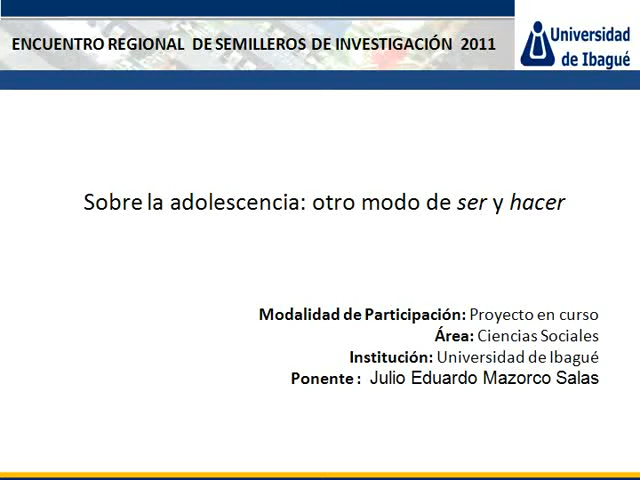 ENCUENTRO REGIONAL DE SEMILLEROS DE INVESTIGACIÓN 2011
Universidad
de Ibagué
Sobre la adolescencia: otro modo de ser y hacer
Modalidad de Participación: Proyecto en curso
Área: Ciencias Sociales
Institución: Universidad de Ibagué
Ponente : Julio Eduardo Mazorco Salas